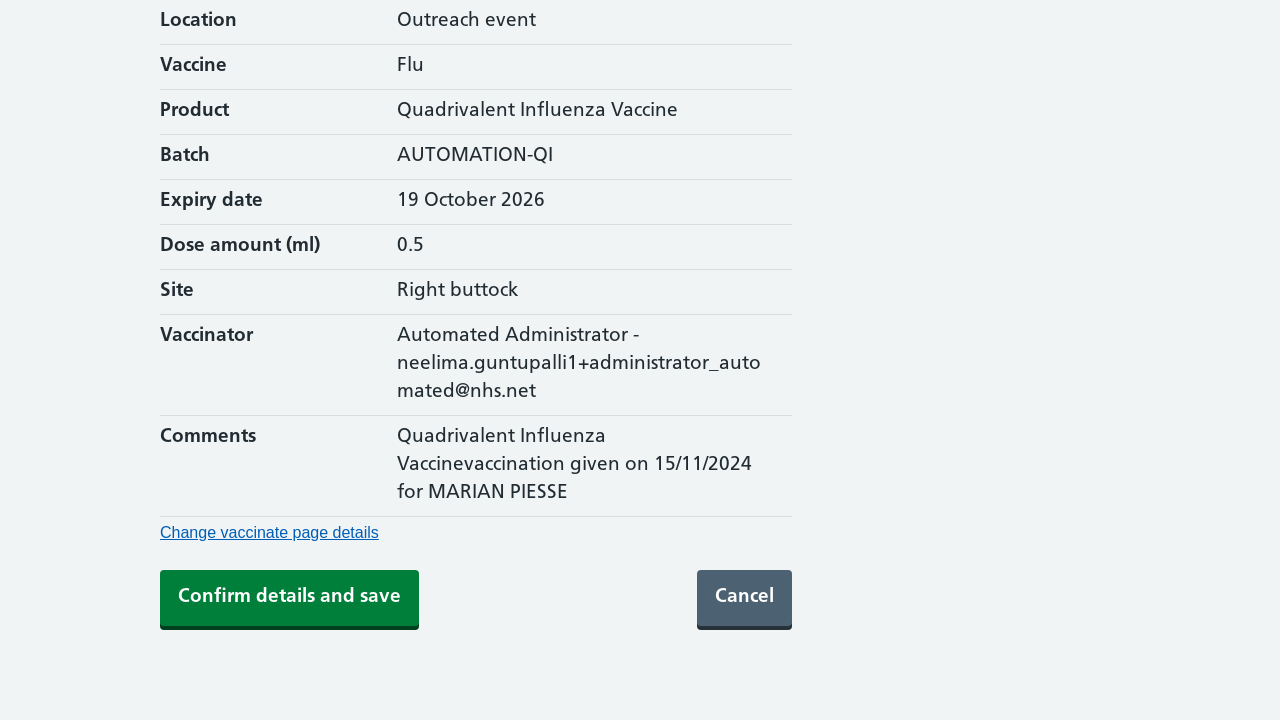 Location Outreach event
Vaccine Flu
Product Quadrivalent Influenza Vaccine
Batch AUTOMATION-QI
Expiry date 19 October 2026
Dose amount (ml) 0.5
Site Right buttock
Vaccinator Automated Administrator -
neelima.guntupalli1+administrator_auto
mated@nhs.net
Comments Quadrivalent Influenza
Vaccinevaccination given on 15/11/2024
for MARIAN PIESSE
Change vaccinate page details
Confirm details and save Cancel